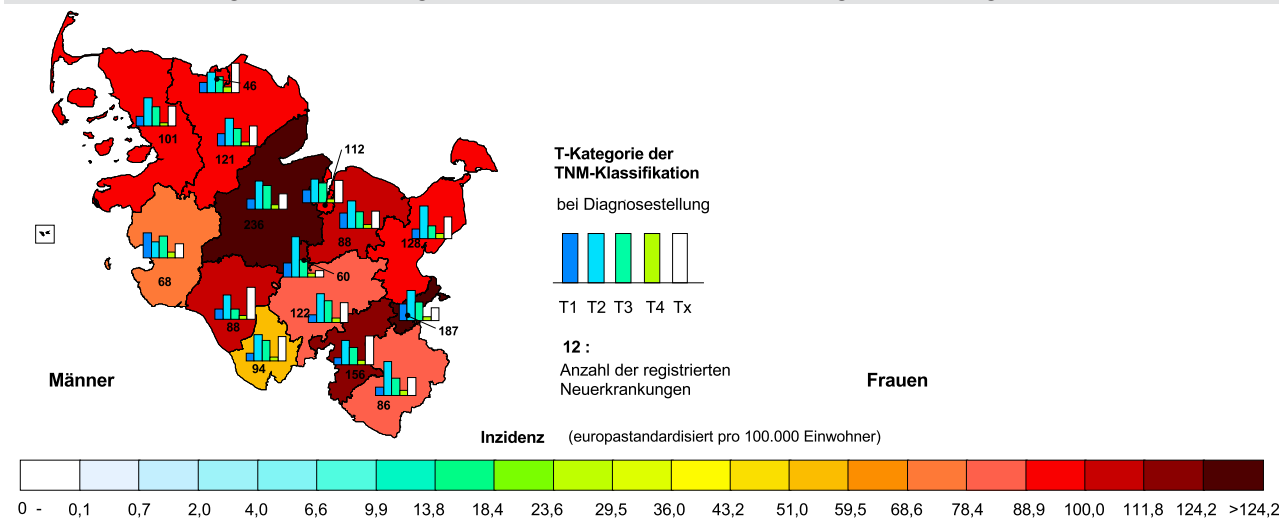 46
101
121
112
236
88
128
68
60
122
88
187
94
156
86
T-Kategorie der
TNM-Klassifikation
bei Diagnosestellung
T1 T2 T3 T4 Tx
12 :
Anzahl der registrierten
Neuerkrankungen
Männer
Frauen
Inzidenz (europastandardisiert pro 100.000 Einwohner)
0 - 0,1 0,7 2,0 4,0 6,6 9,9 13,8 18,4 23,6 29,5 36,0 43,2 51,0 59,5 68,6 78,4 88,9 100,0 111,8 124,2 >124,2